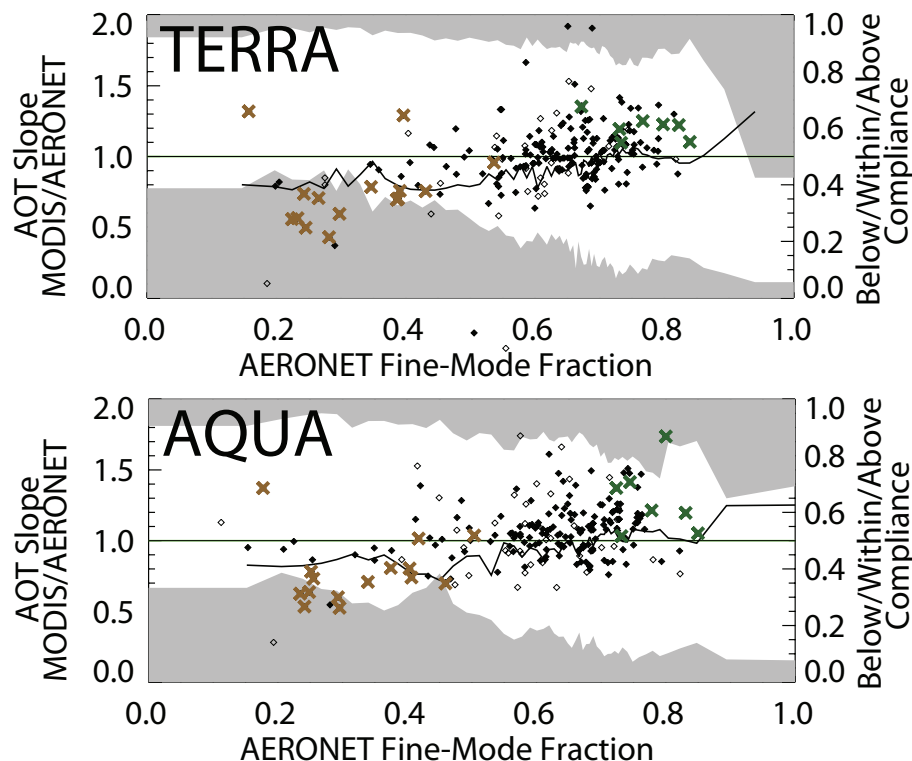 TERRA
AOT Slope
MODIS/AERONET
2.0
1.5
1.0
0.5
0.0
1.0
0.8
0.6
0.4
0.2
0.0
Below/Within/Above
Compliance
0.0 0.2 0.4 0.6 0.8 1.0
AERONET Fine-Mode Fraction
AQUA
AOT Slope
MODIS/AERONET
2.0
1.5
1.0
0.5
0.0
1.0
0.8
0.6
0.4
0.2
0.0
Below/Within/Above
Compliance
0.0 0.2 0.4 0.6 0.8 1.0
AERONET Fine-Mode Fraction